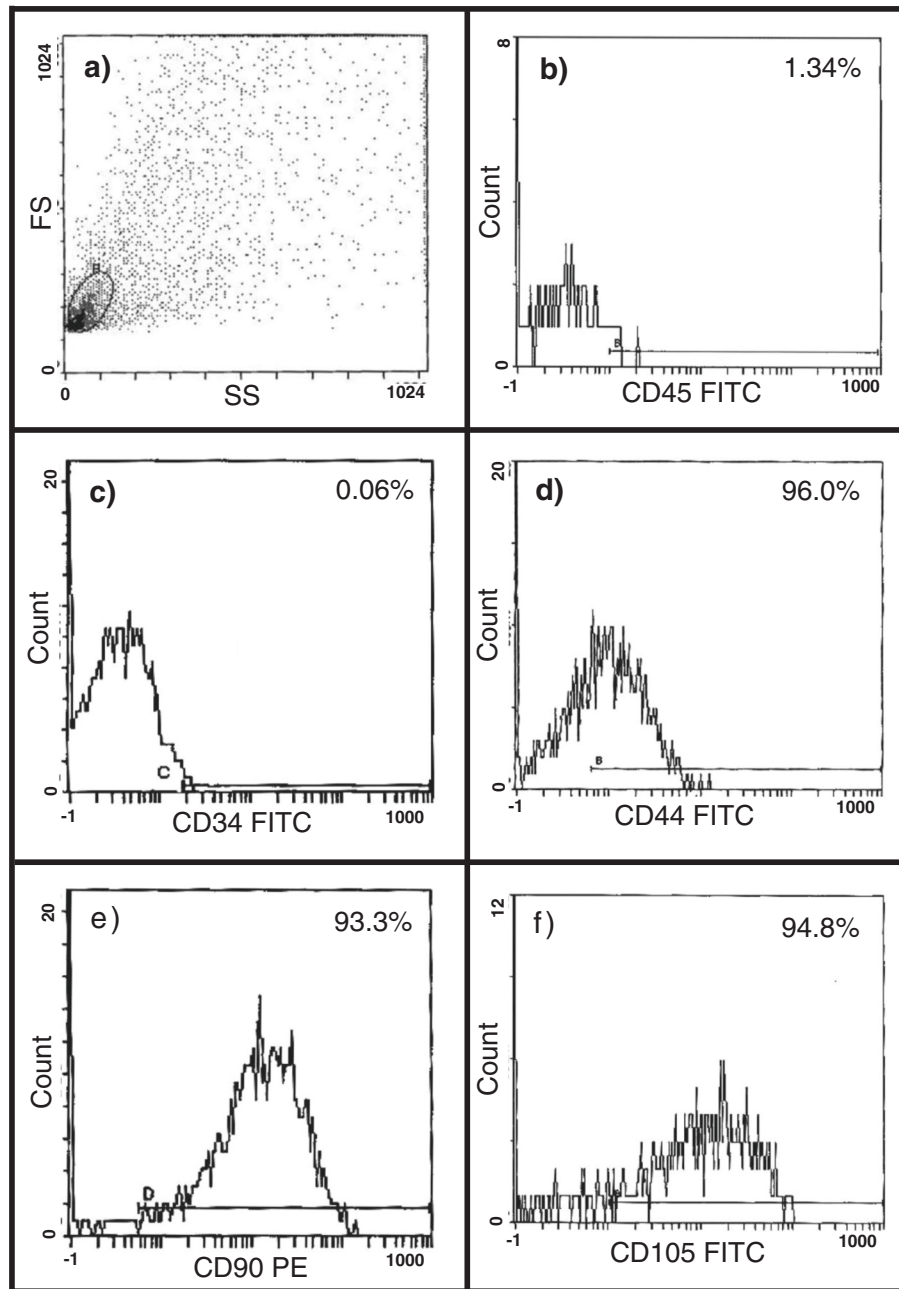 a)
1024
FS
B
0
0
SS
1024
b)
1.34%
8
Count
B
0
-1
1000
CD45 FITC
c)
0.06%
20
Count
C
0
-1
1000
CD34 FITC
d)
96.0%
20
Count
B
0
-1
1000
CD44 FITC
e)
93.3%
20
Count
D
0
-1
1000
CD90 PE
f)
94.8%
12
Count
0
-1
1000
CD105 FITC